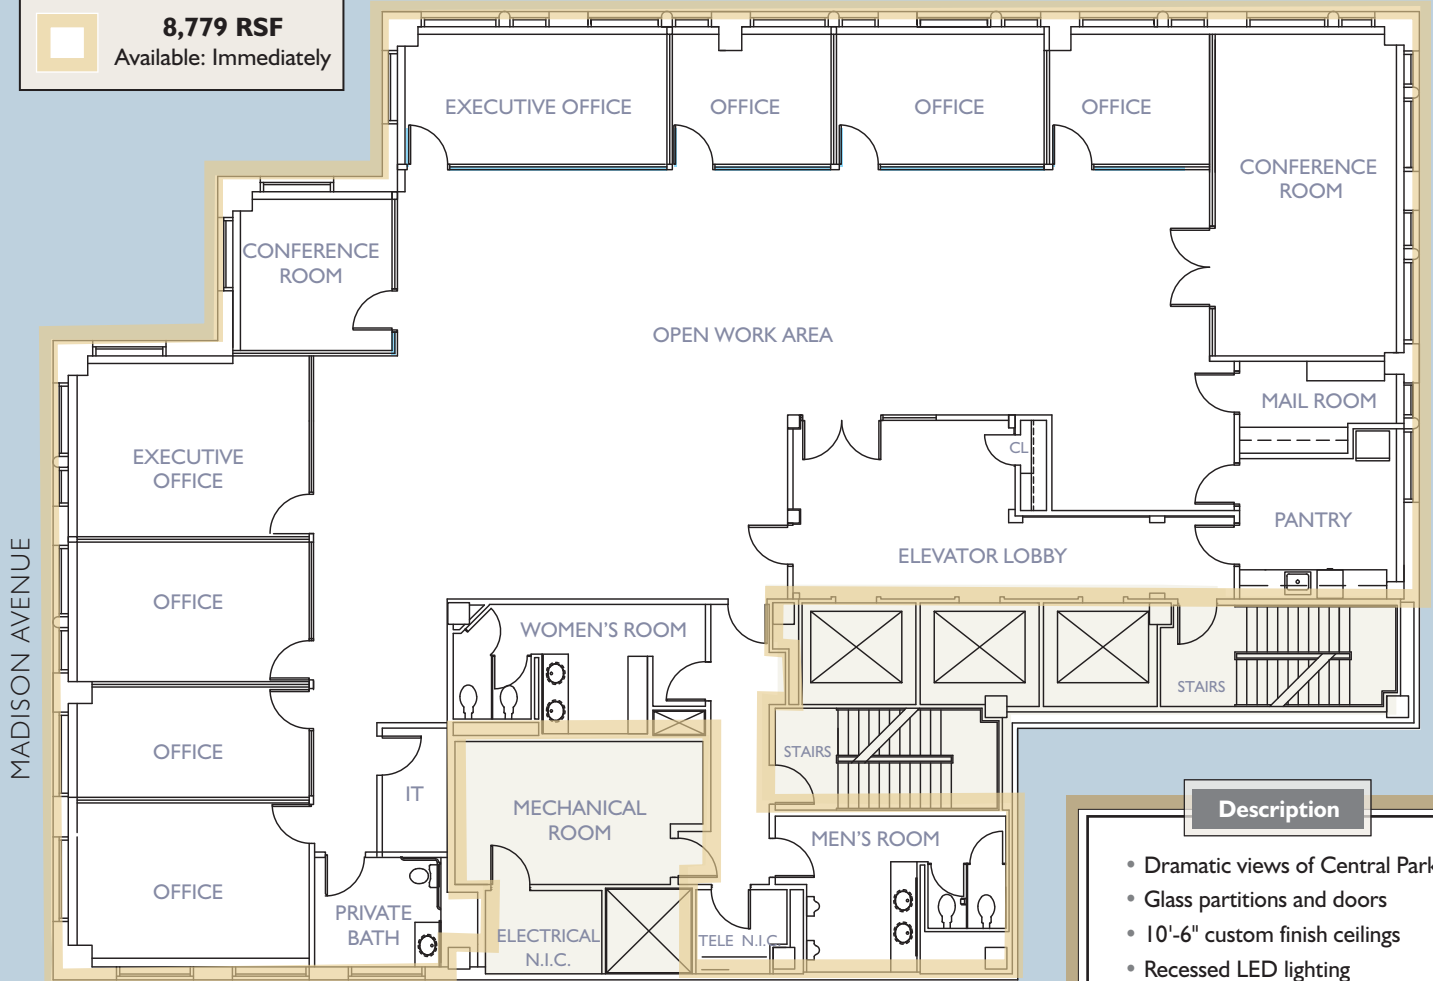 8,779 RSF
Available: Immediately
EXECUTIVE OFFICE
OFFICE
OFFICE
OFFICE
CONFERENCE
ROOM
CONFERENCE
ROOM
OPEN WORK AREA
MAIL ROOM
CL
EXECUTIVE
OFFICE
PANTRY
ELEVATOR LOBBY
MADISON AVENUE
OFFICE
WOMEN'S ROOM
STAIRS
OFFICE
STAIRS
IT
MECHANICAL
ROOM
MEN'S ROOM
OFFICE
PRIVATE
BATH
ELECTRICAL
N.I.C.
TELE N.I.C.
Description
• Dramatic views of Central Park
• Glass partitions and doors
• 10'-6" custom finish ceilings
• Recessed LED lighting